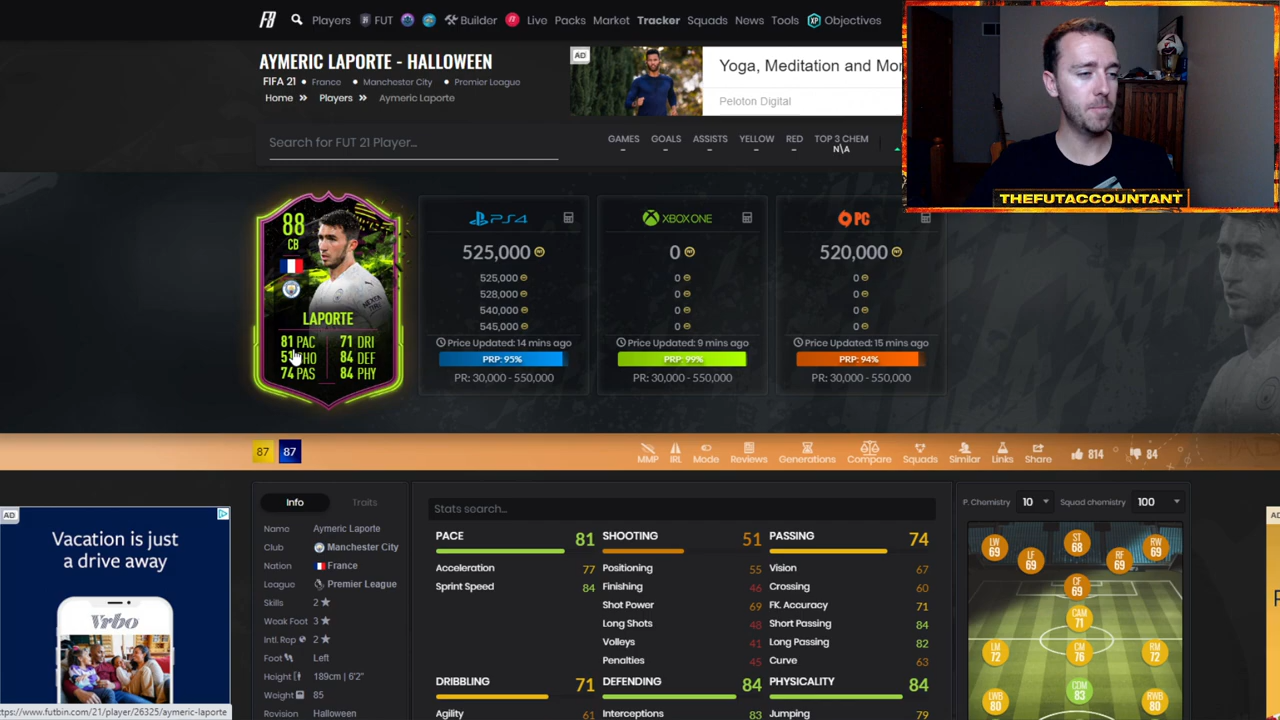 FB Players FUT Builder Live Packs Market Tracker Squads News Tools XP Objectives
AYMERIC LAPORTE - HALLOWEEN
FIFA 21 • France • Manchester City • Premier League
Home » Players » Aymeric Laporte
AD
Yoga, Meditation and Mor
Peloton Digital
THEFUTACCOUNTANT
Search for FUT 21 Player...
GAMES GOALS ASSISTS YELLOW RED TOP 3 CHEM
– – – – – N\A
88
CB
LAPORTE
81 PAC 71 DRI
51 HO 84 DEF
74 PAS 84 PHY
PS4
525,000
525,000
528,000
540,000
545,000
Price Updated: 14 mins ago
PRP: 95%
PR: 30,000 - 550,000
XBOX ONE
0
0
0
0
0
Price Updated: 9 mins ago
PRP: 99%
PR: 30,000 - 550,000
PC
520,000
0
0
0
0
Price Updated: 15 mins ago
PRP: 94%
PR: 30,000 - 550,000
87 87
MMP IRL Mode Reviews Generations Compare Squads Similar Links Share 814 84
AD
Vacation is just
a drive away
Vrbo
Info Traits
Name Aymeric Laporte
Club Manchester City
Nation France
League Premier League
Skills 2★
Weak Foot 3★
Intl. Rep 2★
Foot Left
Height 189cm | 6'2"
Weight 85
Revision Halloween
Stats search...
PACE 81
Acceleration 77
Sprint Speed 84
SHOOTING 51
Positioning 55
Finishing 46
Shot Power 69
Long Shots 48
Volleys 41
Penalties 45
PASSING 74
Vision 67
Crossing 60
FK. Accuracy 71
Short Passing 84
Long Passing 82
Curve 63
DRIBBLING 71
Agility 61
DEFENDING 84
Interceptions 83
PHYSICALITY 84
Jumping 79
P. Chemistry 10 Squad chemistry 100
LW
69
LF
69
ST
68
RF
69
RW
69
CF
69
CAM
71
LM
72
CM
76
RM
72
LWB
80
CDM
83
RWB
80
AD
ttps://www.futbin.com/21/player/26325/aymeric-laporte